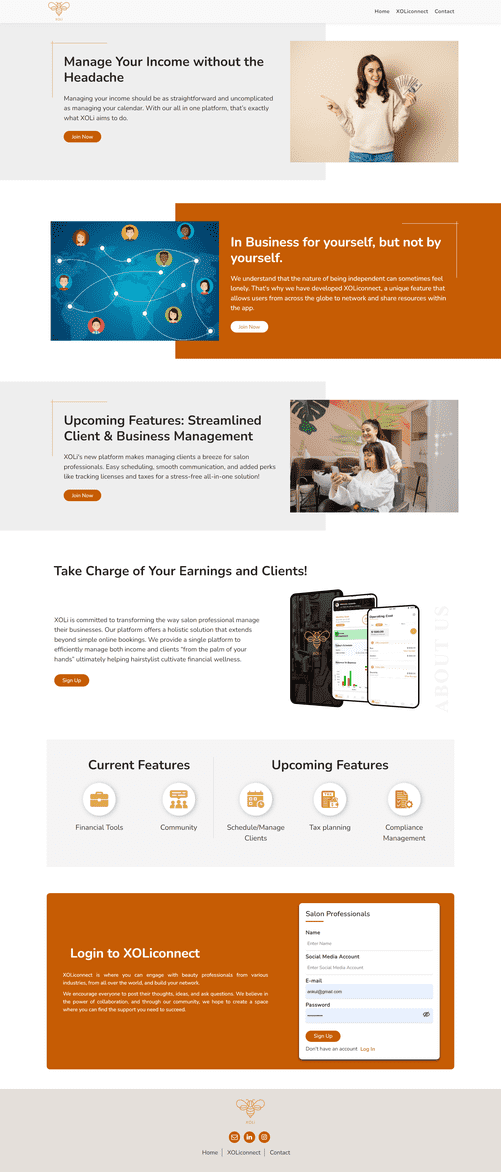 XOLI
Home XOLiconnect Contact
Manage Your Income without the
Headache
Managing your income should be as straightforward and uncomplicated
as managing your calendar. With our all in one platform, that's exactly
what XOLi aims to do.
Join Now
In Business for yourself, but not by
yourself.
We understand that the nature of being independent can sometimes feel
lonely. That's why we have developed XOLiconnect, a unique feature that
allows users from across the globe to network and share resources within
the app.
Join Now
Upcoming Features: Streamlined
Client & Business Management
XOLi's new platform makes managing clients a breeze for salon
professionals. Easy scheduling, smooth communication, and added perks
like tracking licenses and taxes for a stress-free all-in-one solution!
Join Now
Take Charge of Your Earnings and Clients!
XOLi is committed to transforming the way salon professional manage
their businesses. Our platform offers a holistic solution that extends
beyond simple online bookings. We provide a single platform to
efficiently manage both income and clients "from the palm of your
hands" ultimately helping hairstylist cultivate financial wellness.
Sign Up
ABOUT US
Current Features
Financial Tools
Community
Upcoming Features
Schedule/Manage
Clients
Tax planning
Compliance
Management
Login to XOLiconnect
XOLiconnect is where you can engage with beauty professionals from various
industries, from all over the world, and build your network.
We encourage everyone to post their thoughts, ideas, and ask questions. We believe in
the power of collaboration, and through our community, we hope to create a space
where you can find the support you need to succeed.
Salon Professionals
Name
Enter Name
Social Media Account
Enter Social Media Account
E-mail
ankul@gmail.com
Password
Sign Up
Don't have an account Log In
XOLI
Home XOLiconnect Contact